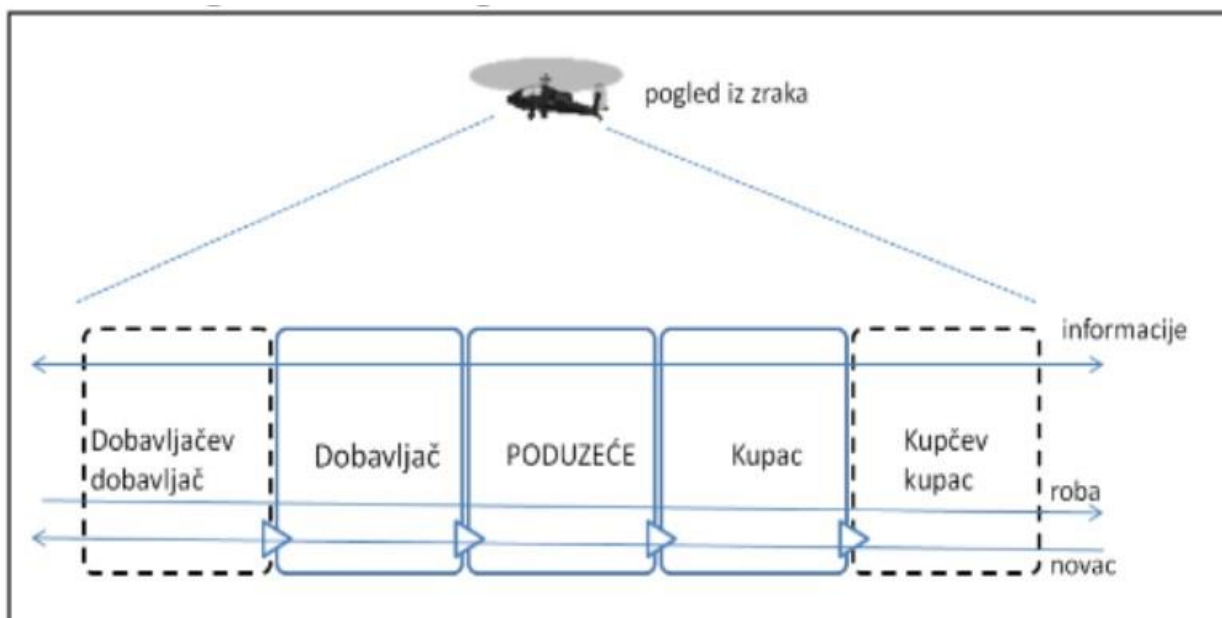 pogled iz zraka
informacije
Dobavljačev
dobavljač
Dobavljač
PODUZEĆE
Kupac
Kupčev
kupac
roba
novac